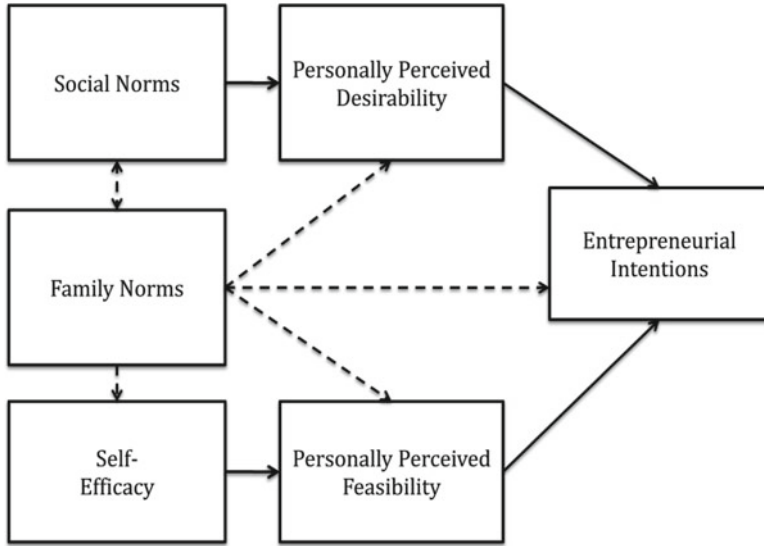 Social Norms
Personally Perceived
Desirability
Family Norms
Entrepreneurial
Intentions
Self-
Efficacy
Personally Perceived
Feasibility